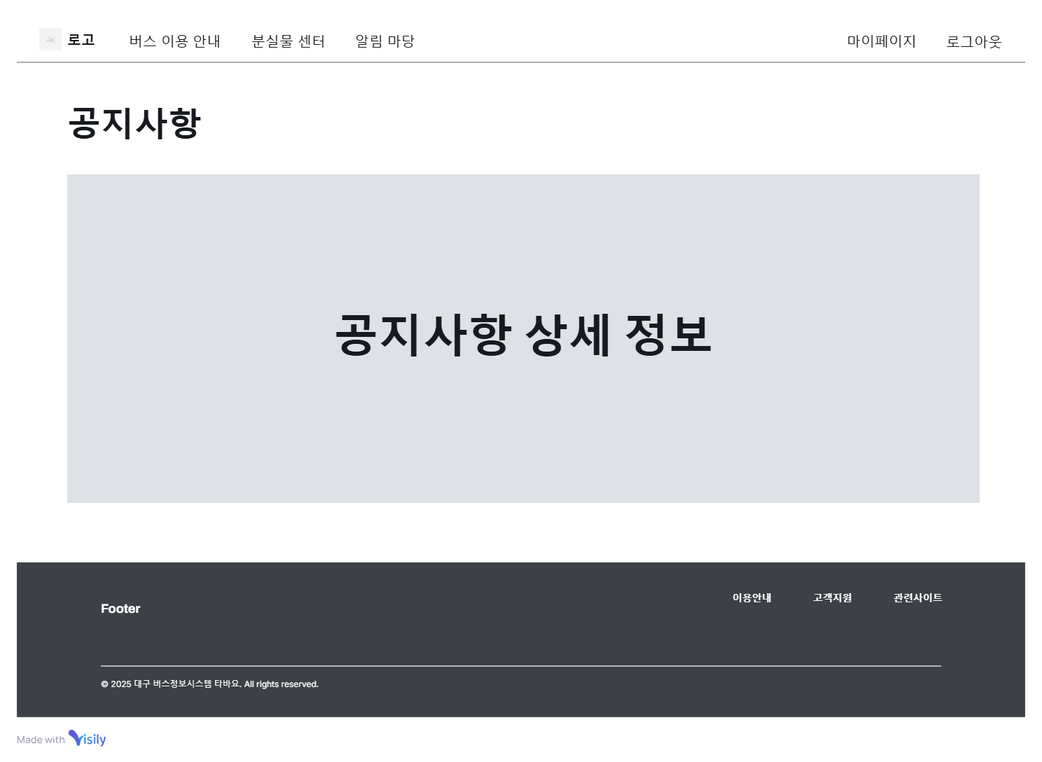 로고 버스 이용 안내 분실물 센터 알림 마당 마이페이지 로그아웃
공지사항
공지사항 상세 정보
Footer 이용안내 고객지원 관련사이트
© 2025 대구 버스정보시스템 타바요. All rights reserved.
Made with Visily